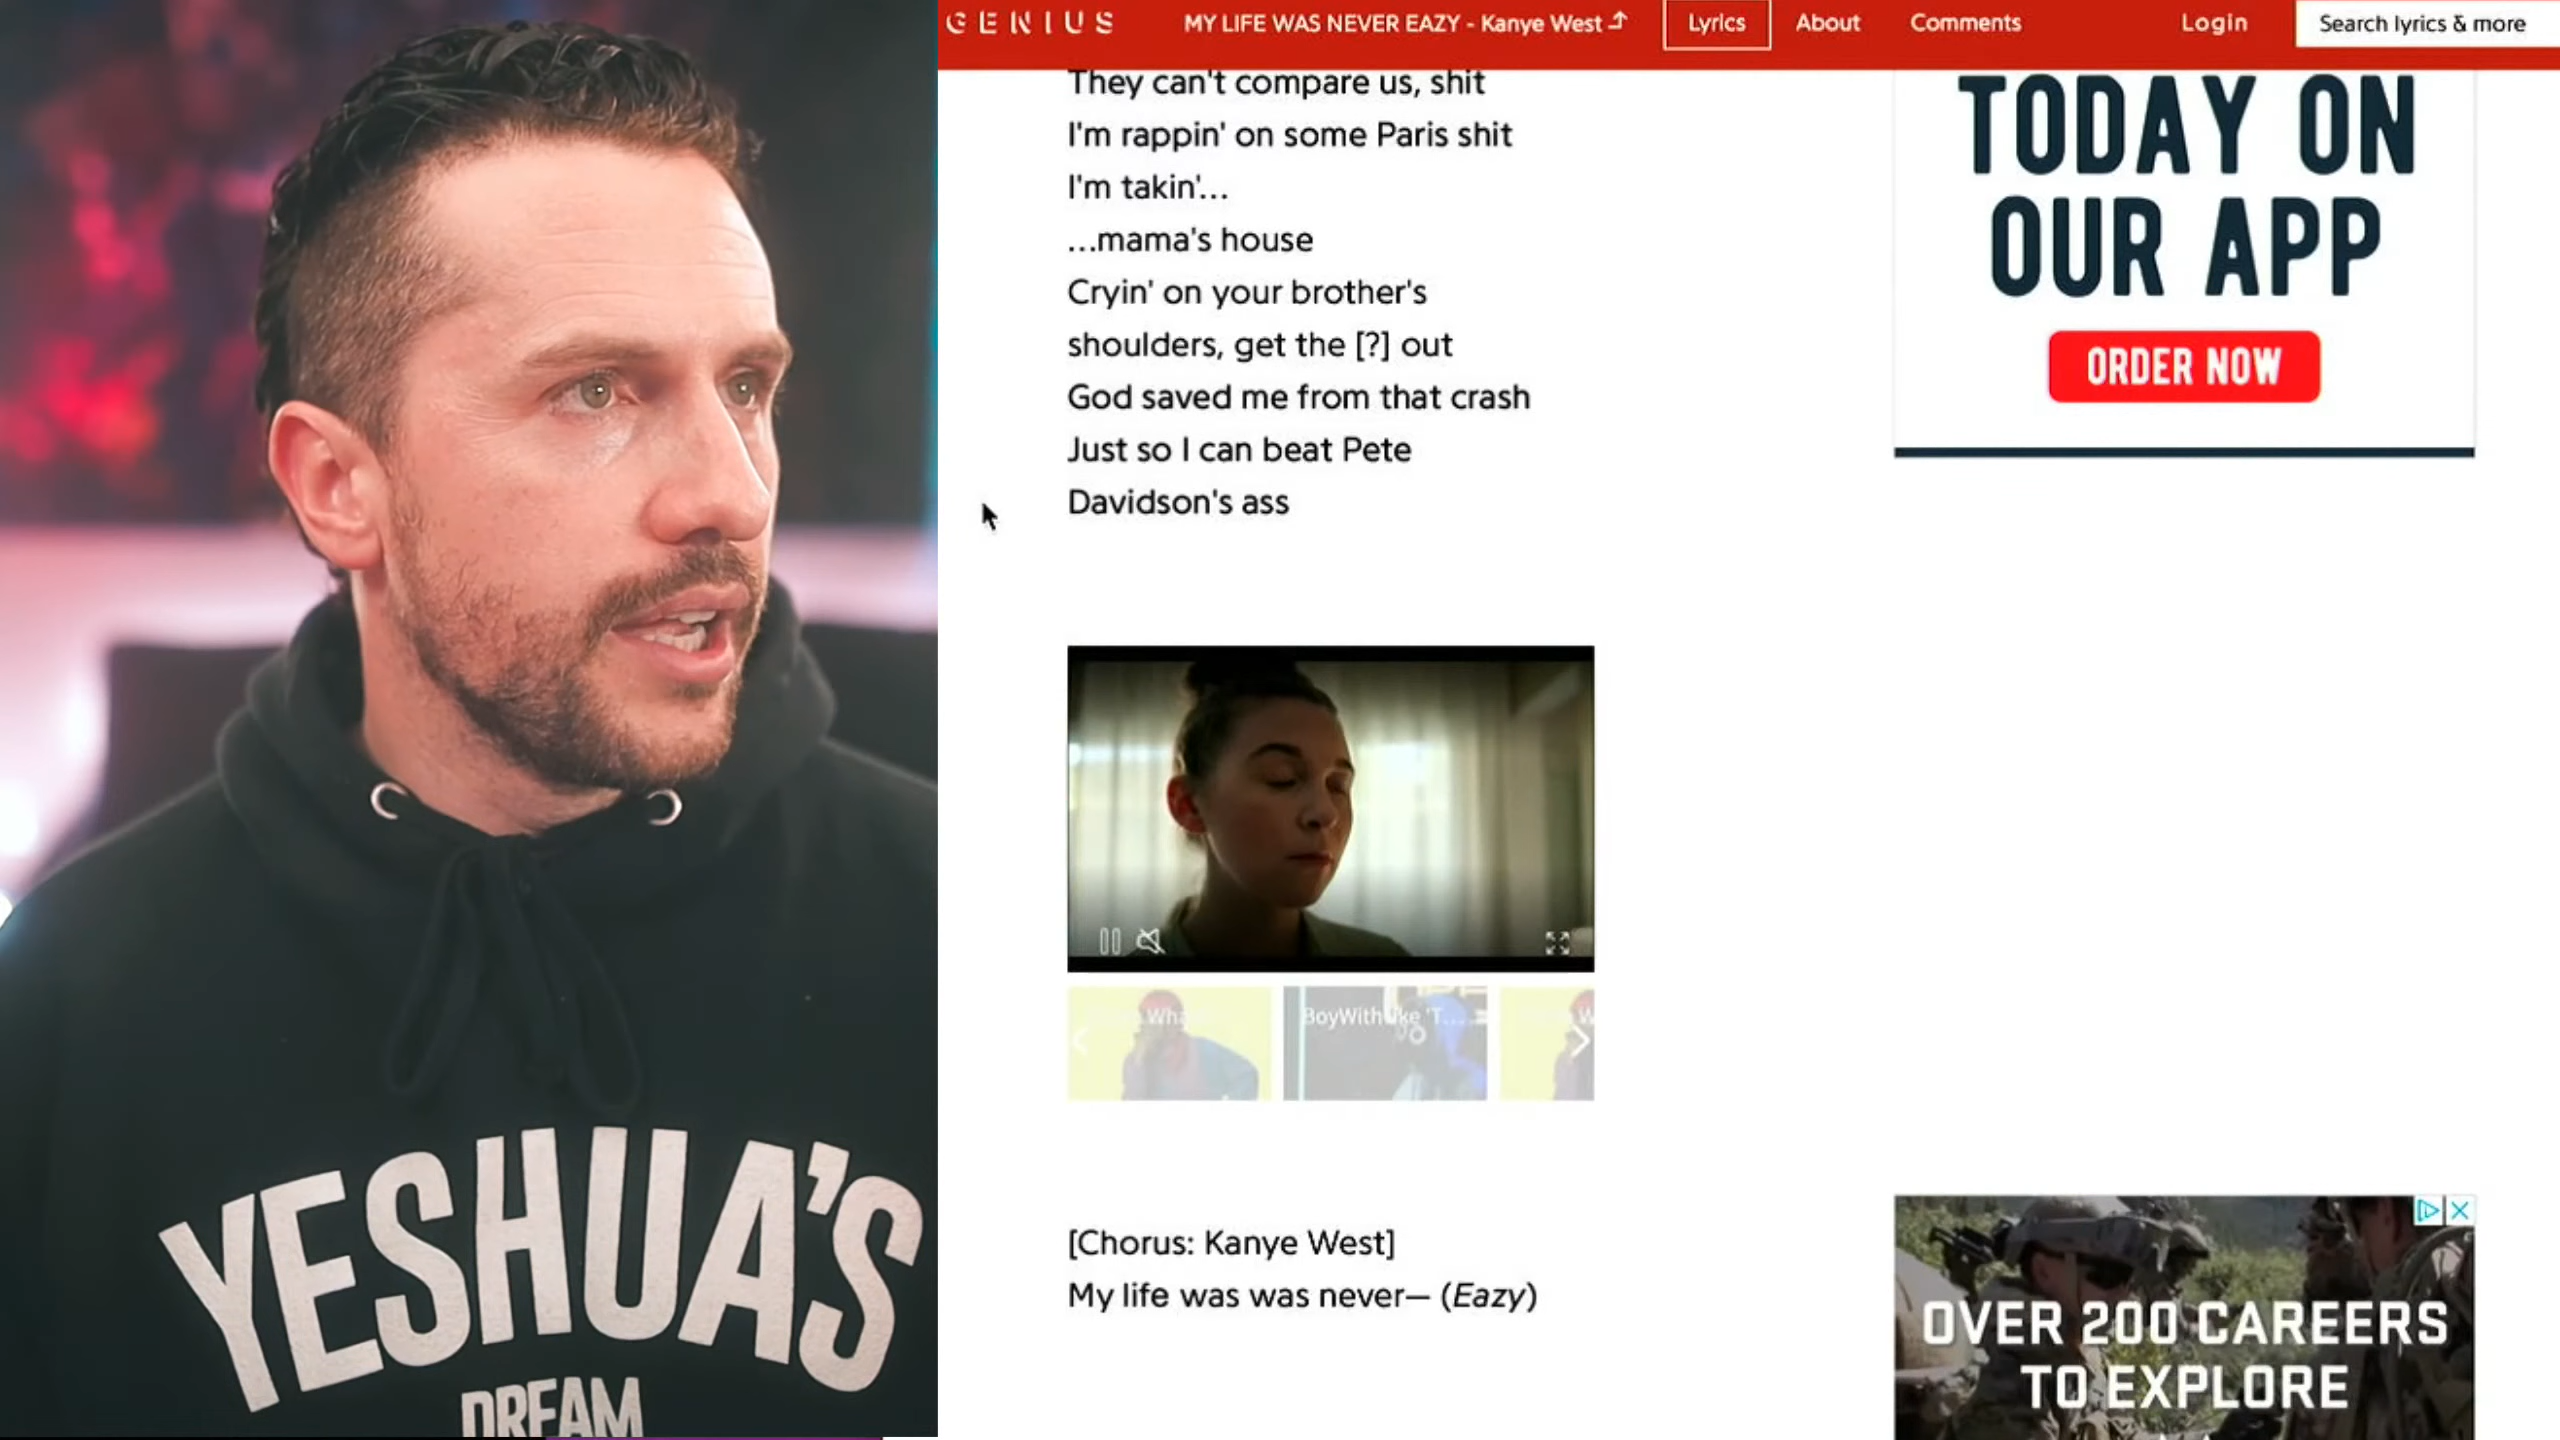 YESHUA'S
DREAM
GENIUS
MY LIFE WAS NEVER EAZY - Kanye West
Lyrics
About
Comments
Login
Search lyrics & more
They can't compare us, shit
I'm rappin' on some Paris shit
I'm takin'...
...mama's house
Cryin' on your brother's
shoulders, get the [?] out
God saved me from that crash
Just so I can beat Pete
Davidson's ass
BoyWithUke 'T...
[Chorus: Kanye West]
My life was was never— (Eazy)
TODAY ON
OUR APP
ORDER NOW
OVER 200 CAREERS
TO EXPLORE